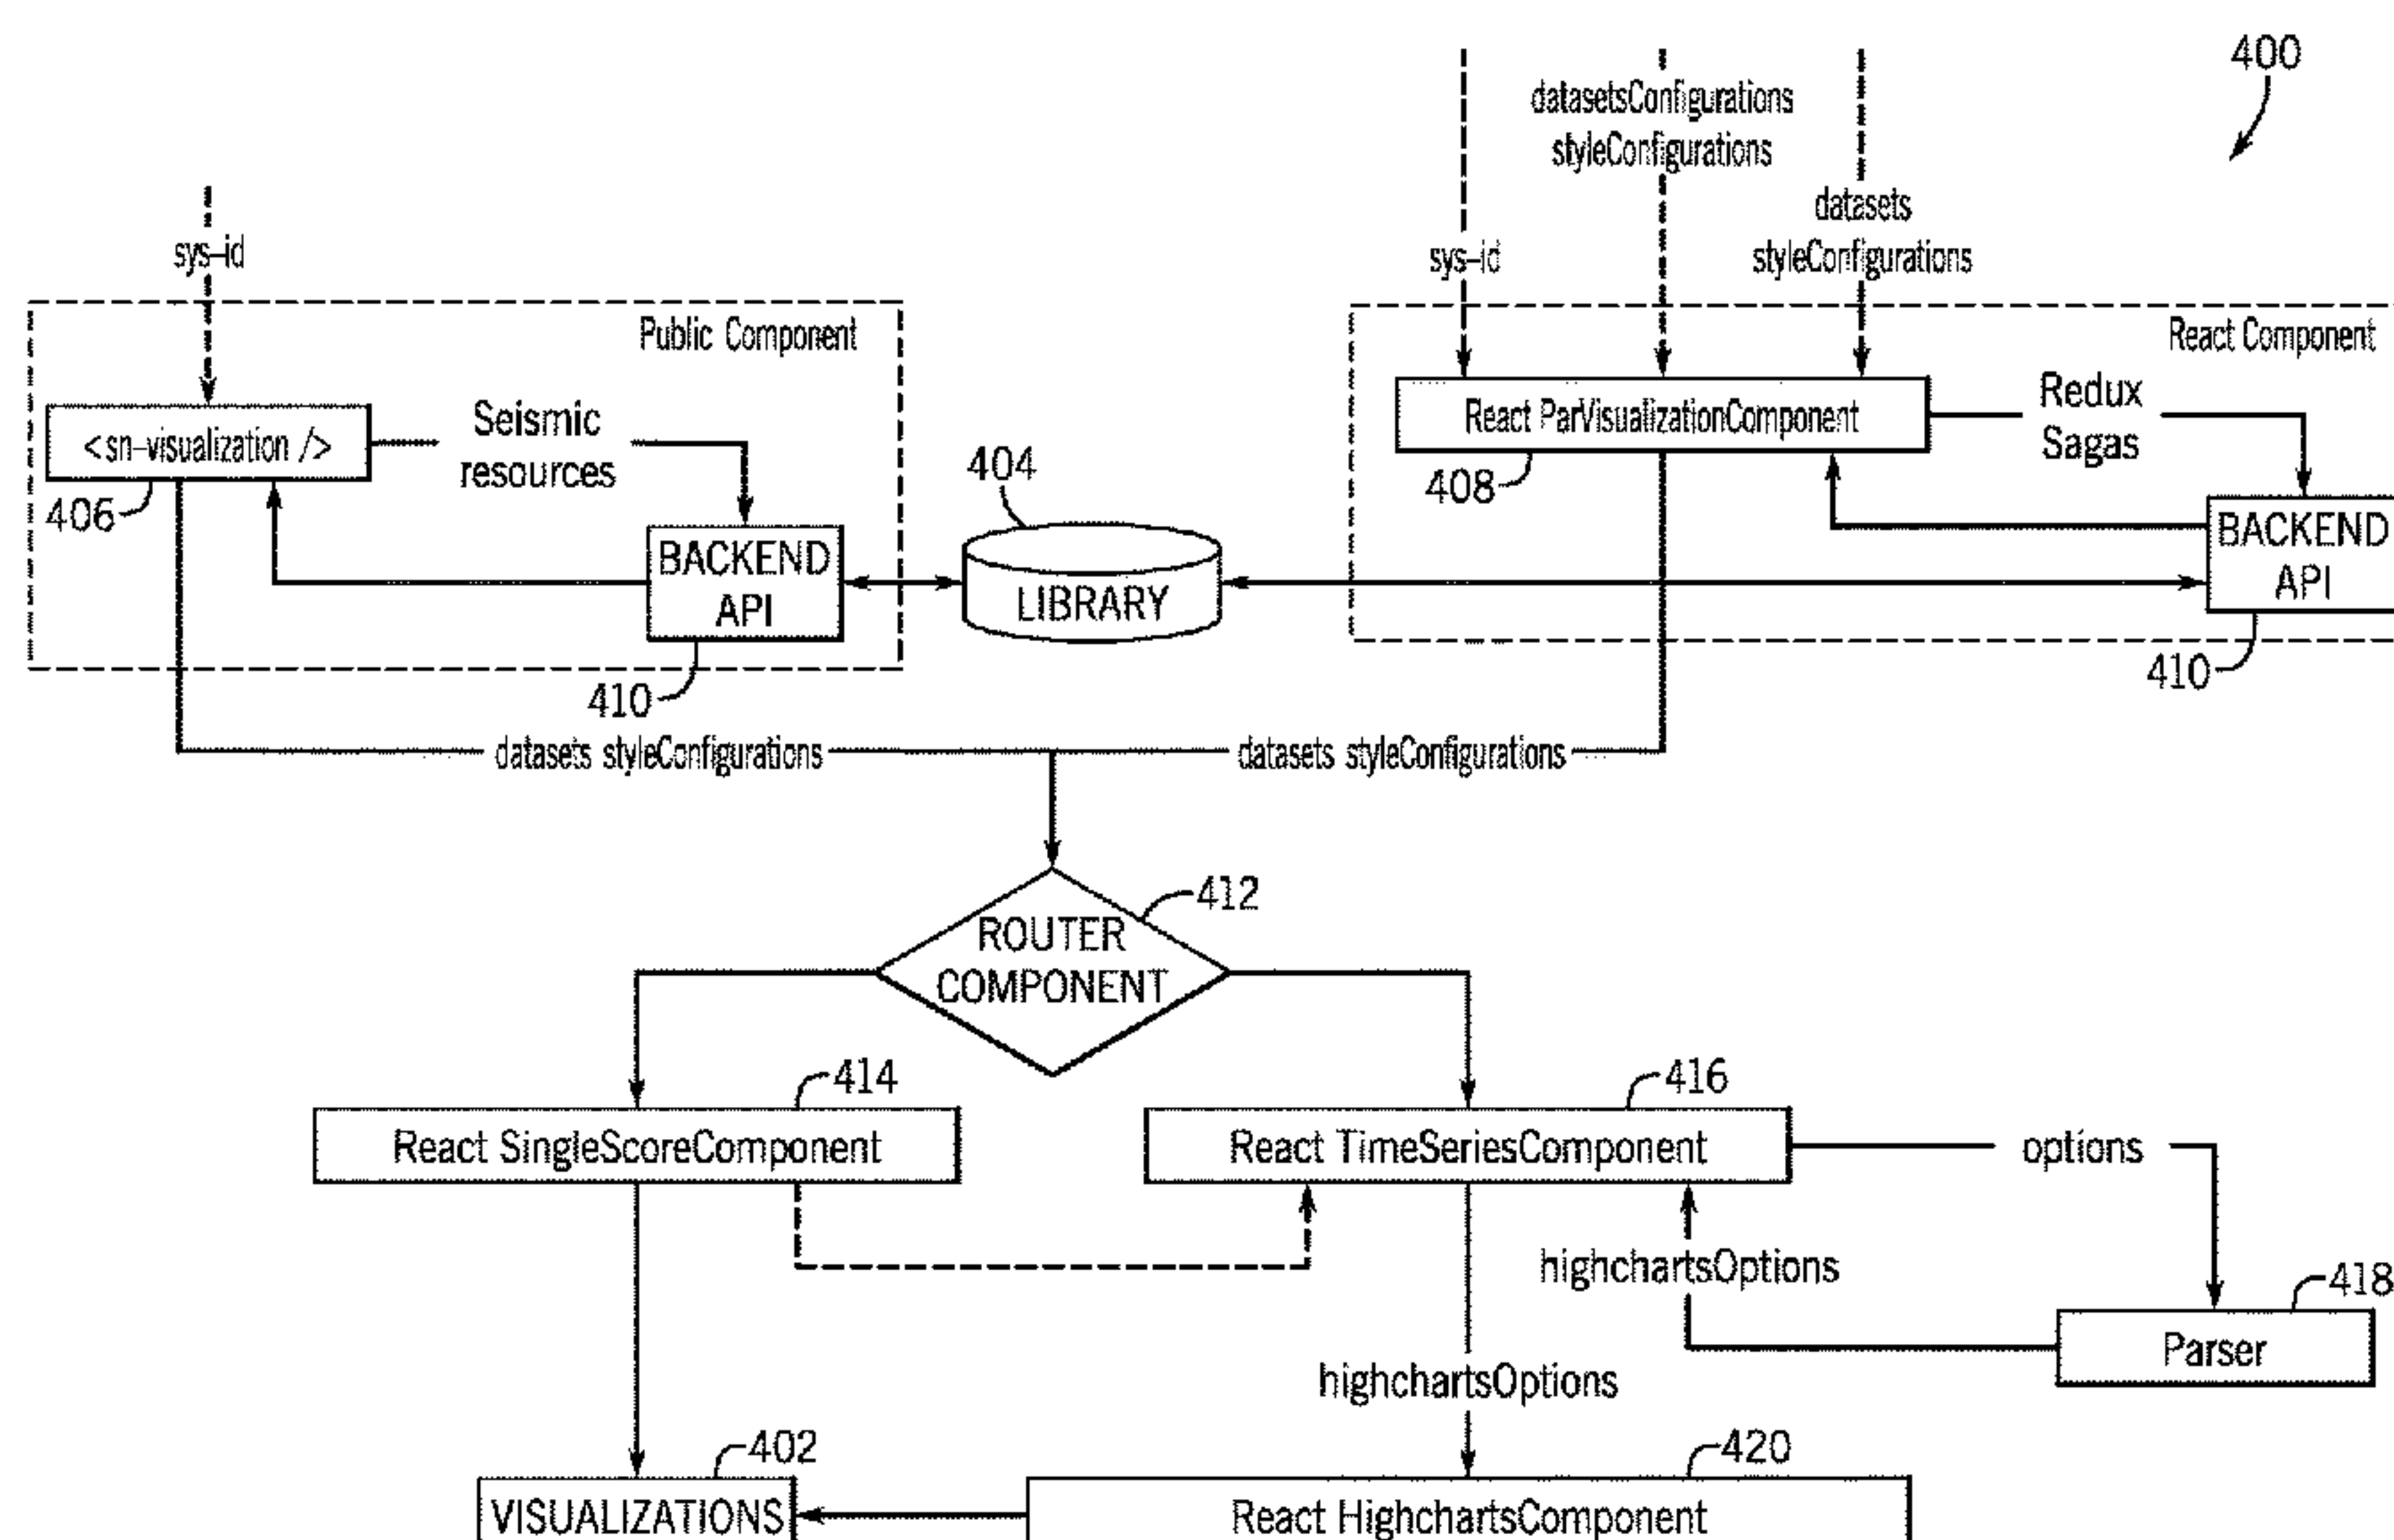 400
datasetsConfigurations
styleConfigurations
datasets
styleConfigurations
sys-id
sys-id
Public Component
React Component
<sn-visualization />
406
Seismic
resources
BACKEND
API
410
404
LIBRARY
React ParVisualizationComponent
408
Redux
Sagas
BACKEND
API
410
datasets styleConfigurations
datasets styleConfigurations
412
ROUTER
COMPONENT
414
React SingleScoreComponent
416
React TimeSeriesComponent
options
highchartsOptions
418
Parser
highchartsOptions
402
VISUALIZATIONS
420
React HighchartsComponent